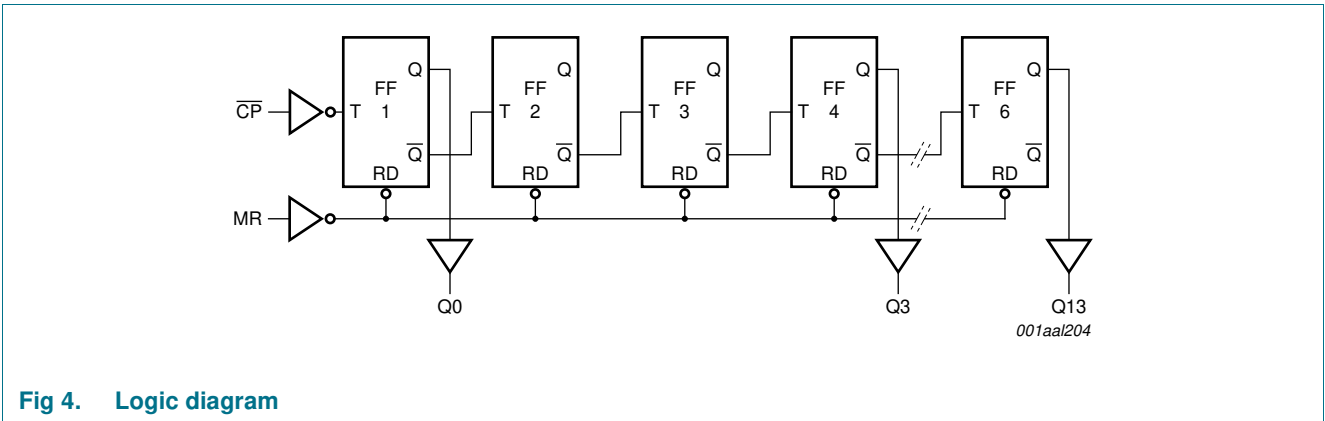 Q Q Q Q Q
FF FF FF FF FF
C̅P̅ T 1 T 2 T 3 T 4 T 6
Q̅ Q̅ Q̅ Q̅ Q̅
RD RD RD RD RD
MR
Q0 Q3 Q13
001aal204
Fig 4. Logic diagram